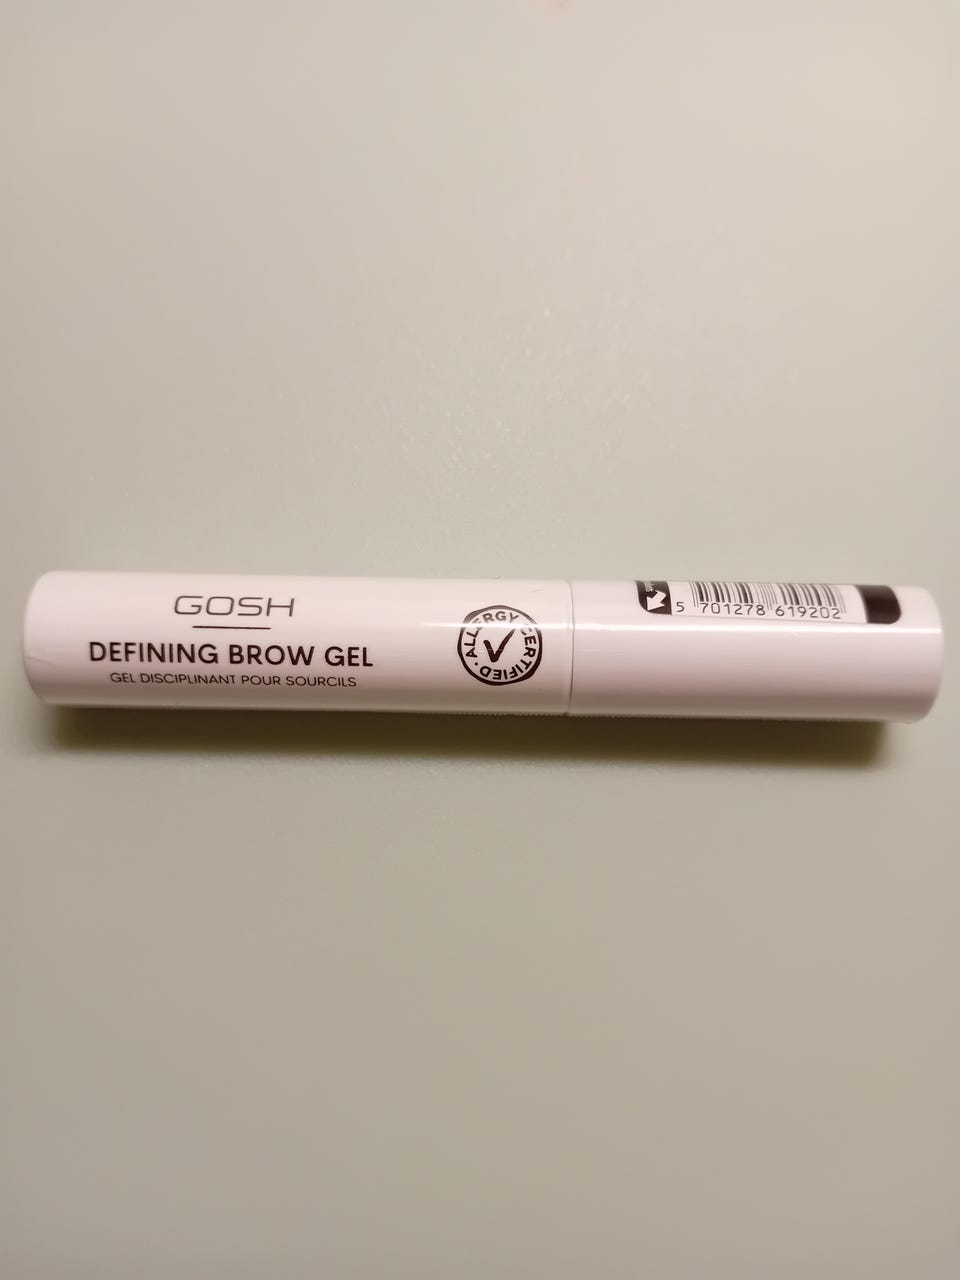 GOSH
DEFINING BROW GEL
GEL DISCIPLINANT POUR SOURCILS
ALLERGY CERTIFIED
5 701278 619202